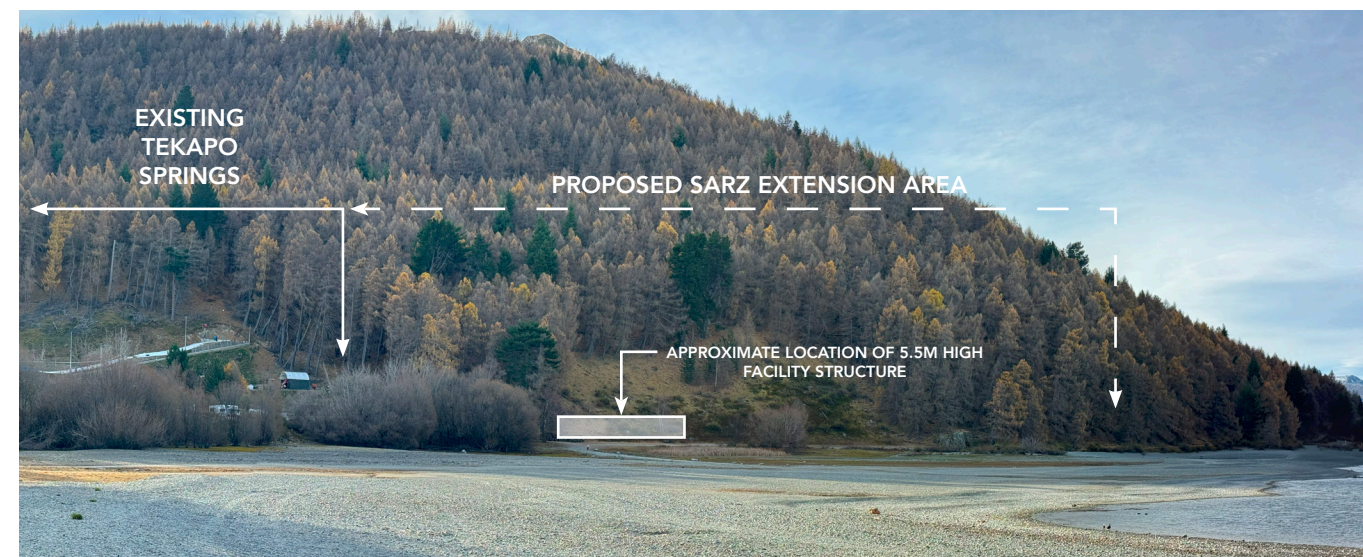 EXISTING
TEKAPO
SPRINGS
PROPOSED SARZ EXTENSION AREA
APPROXIMATE LOCATION OF 5.5M HIGH
FACILITY STRUCTURE